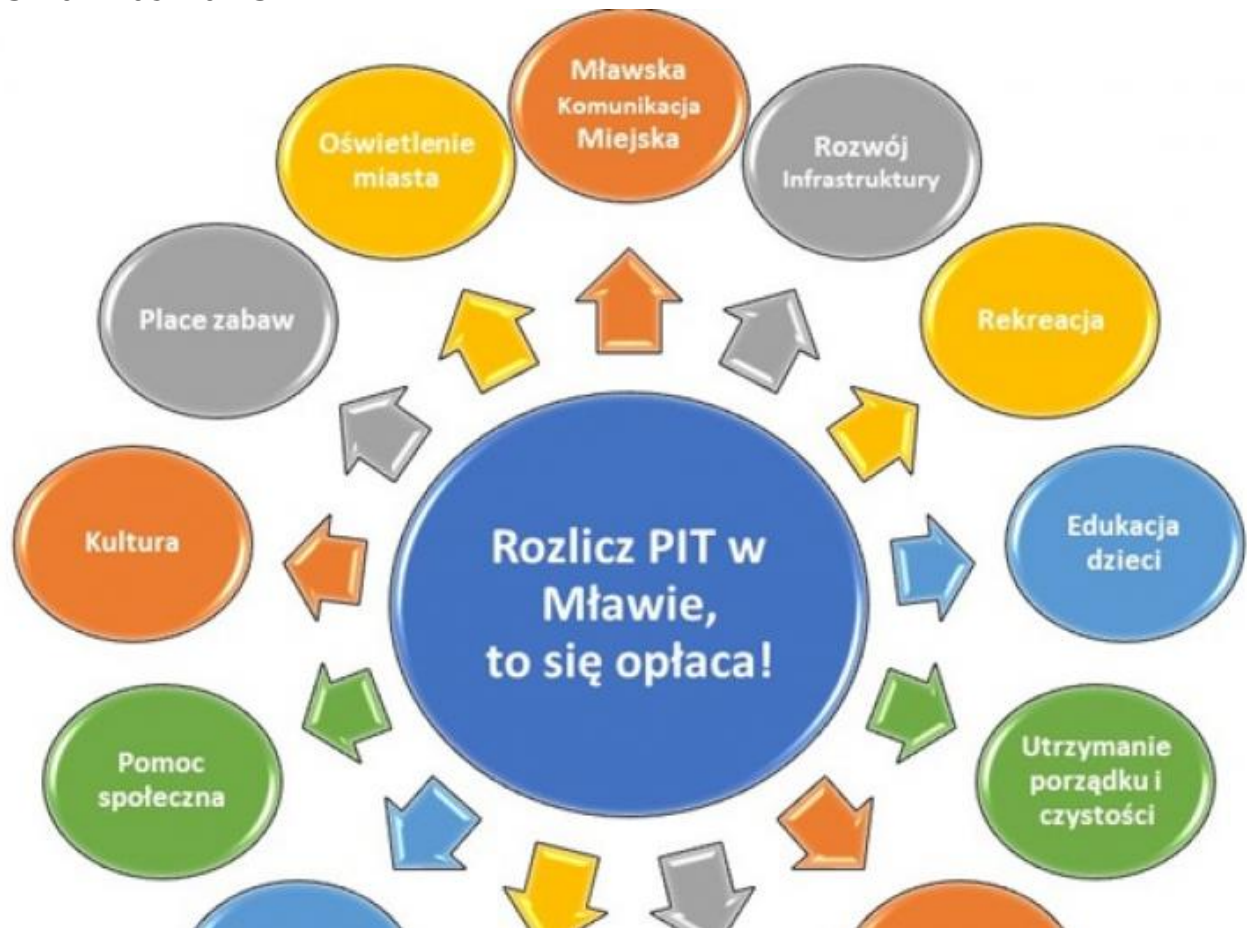 Mławska
Komunikacja
Miejska
Oświetlenie
miasta
Rozwój
Infrastruktury
Place zabaw
Rekreacja
Kultura
Edukacja
dzieci
Rozlicz PIT w
Mławie,
to się opłaca!
Pomoc
społeczna
Utrzymanie
porządku i
czystości